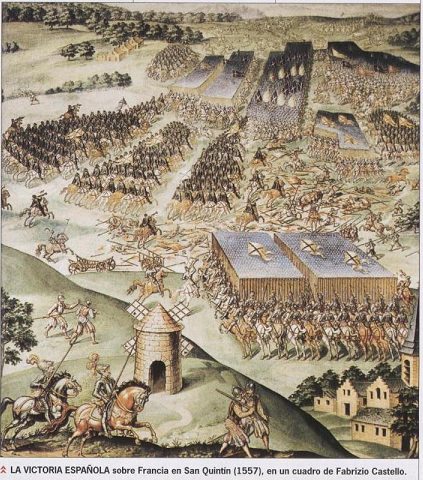 LA VICTORIA ESPAÑOLA sobre Francia en San Quintín (1557), en un cuadro de Fabrizio Castello.